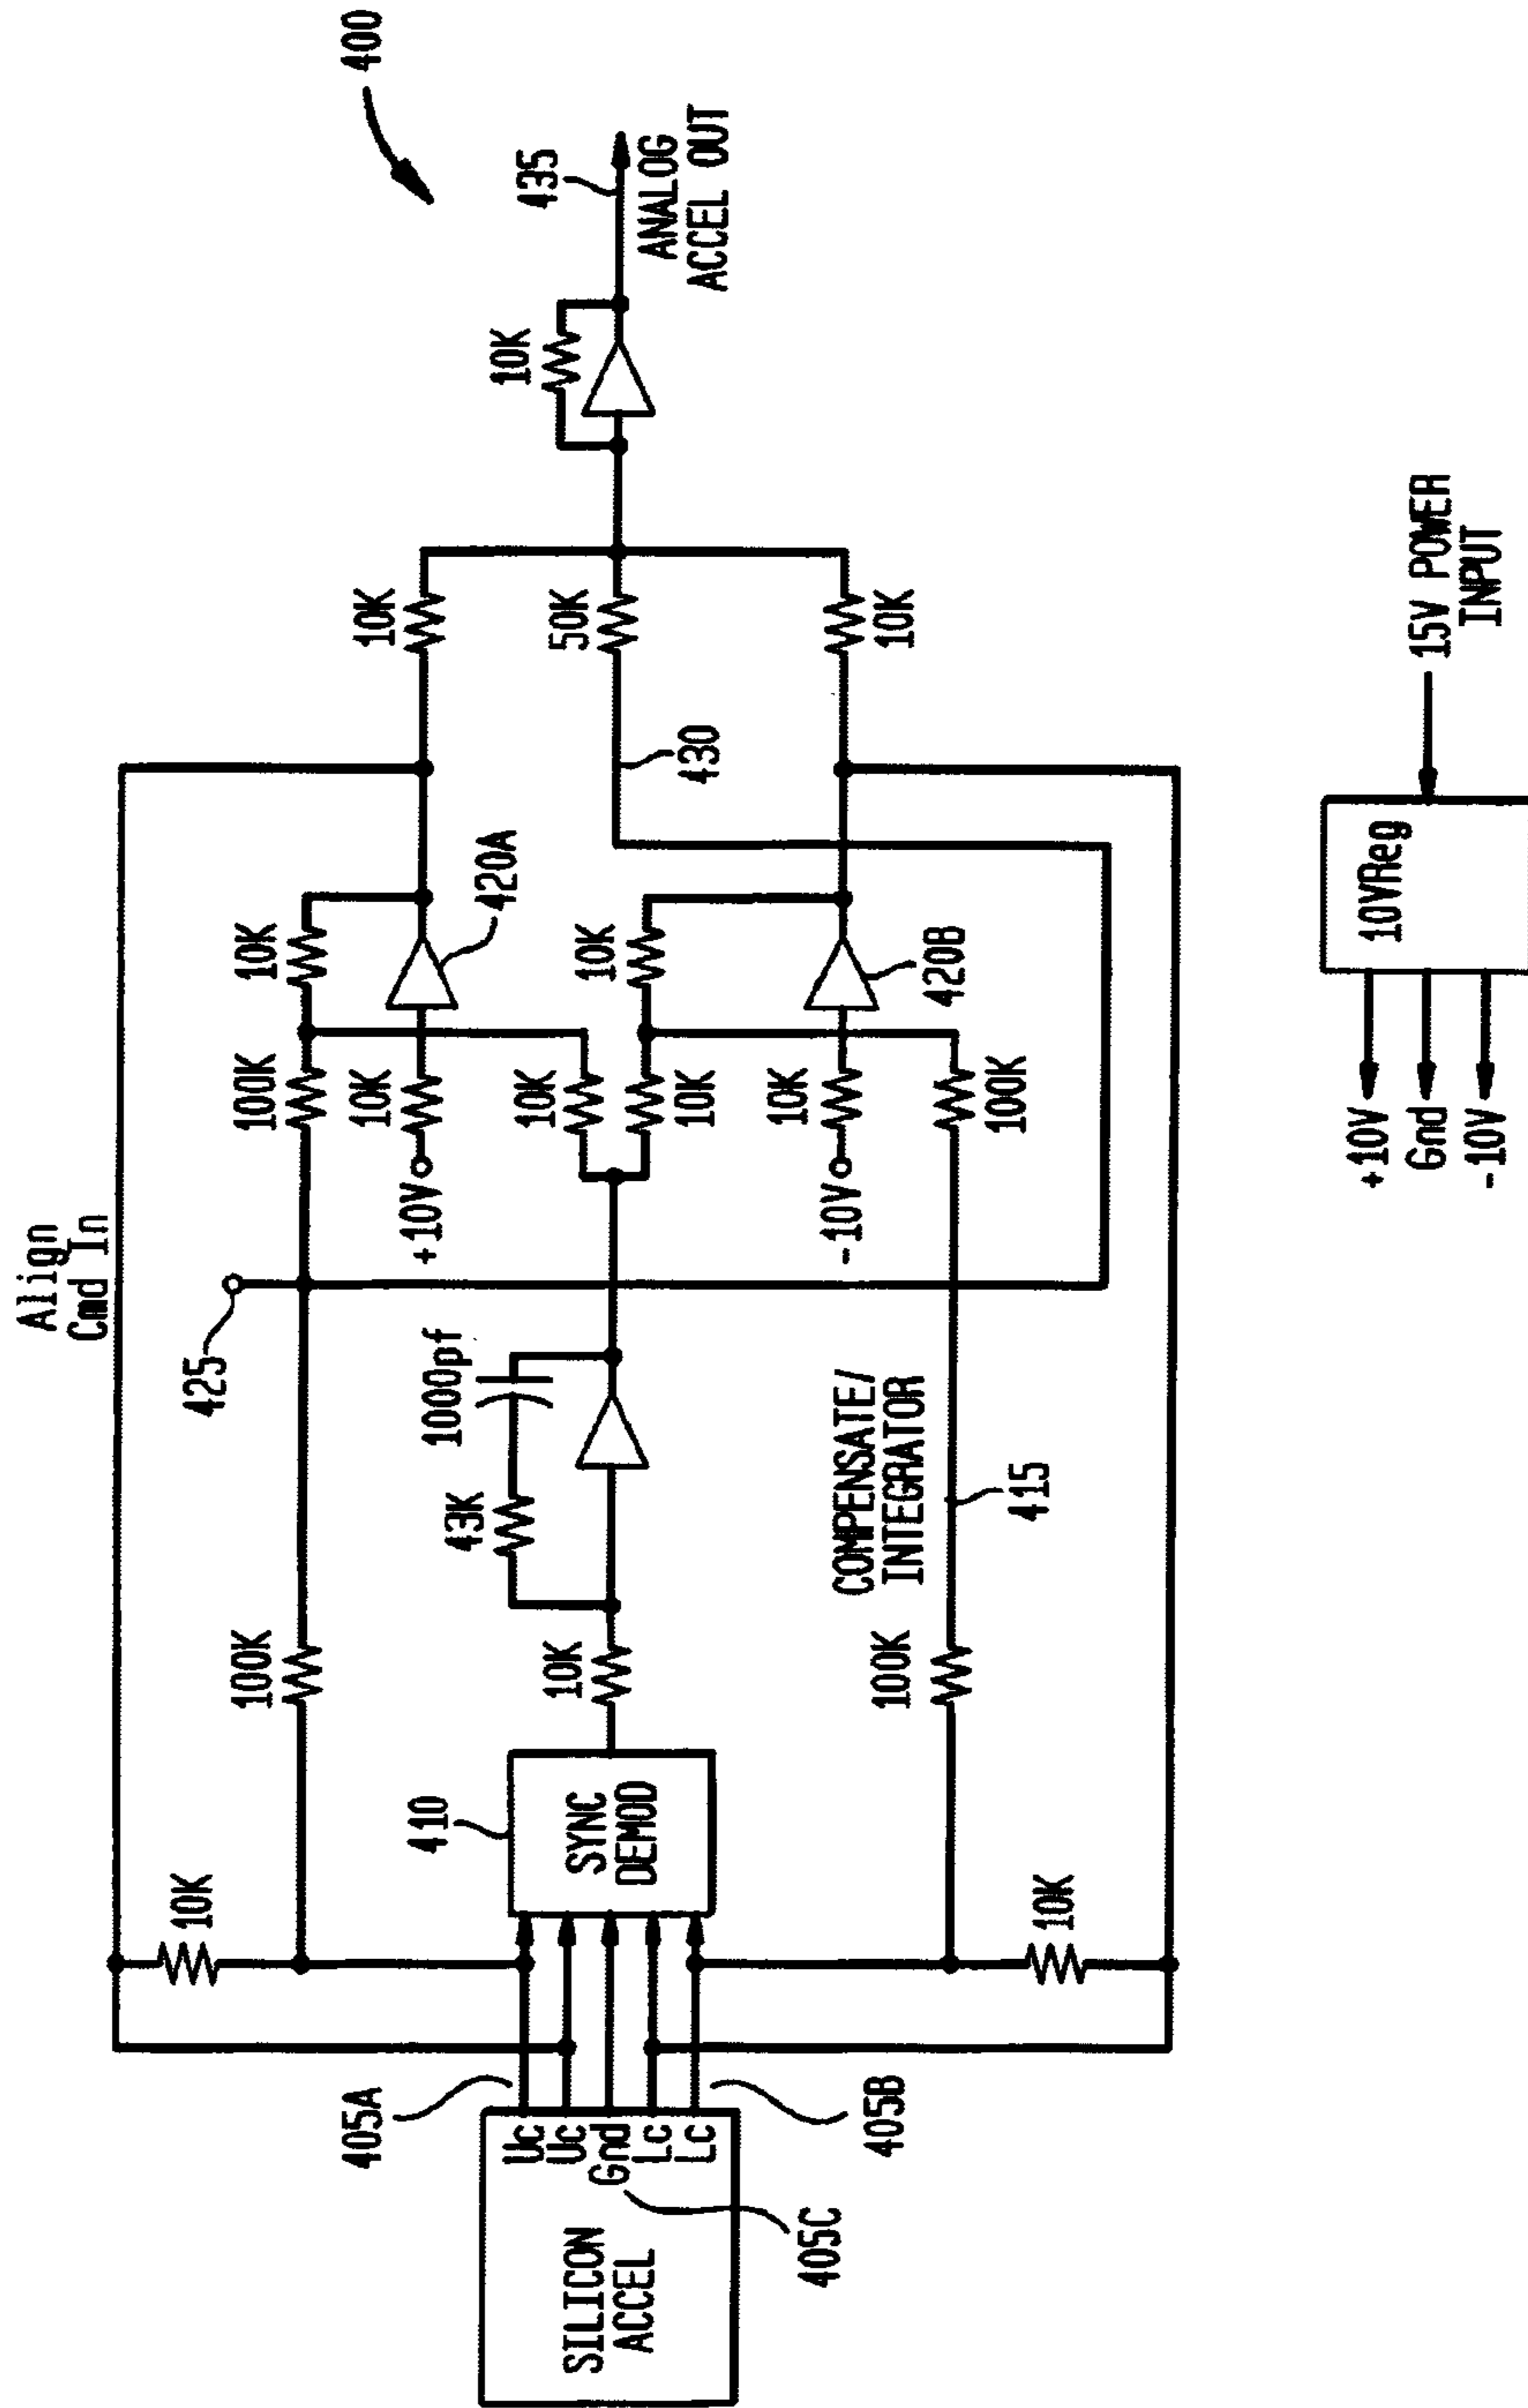 400
Align
Cmd In
425
100K
100K
10K
10K
10K
10K
+10V
420A
1000pf
43K
10K
10K
10K
10K
50K
430
10K
435
ANALOG
ACCEL OUT
405A
410
SYNC
DEMOD
SILICON
ACCEL
Uc
Uc
Gnd
Lc
Lc
405C
405B
COMPENSATE/
INTEGRATOR
415
-10V
10K
420B
10K
100K
100K
10K
+10V
Gnd
-10V
10VReg
15V POWER
INPUT